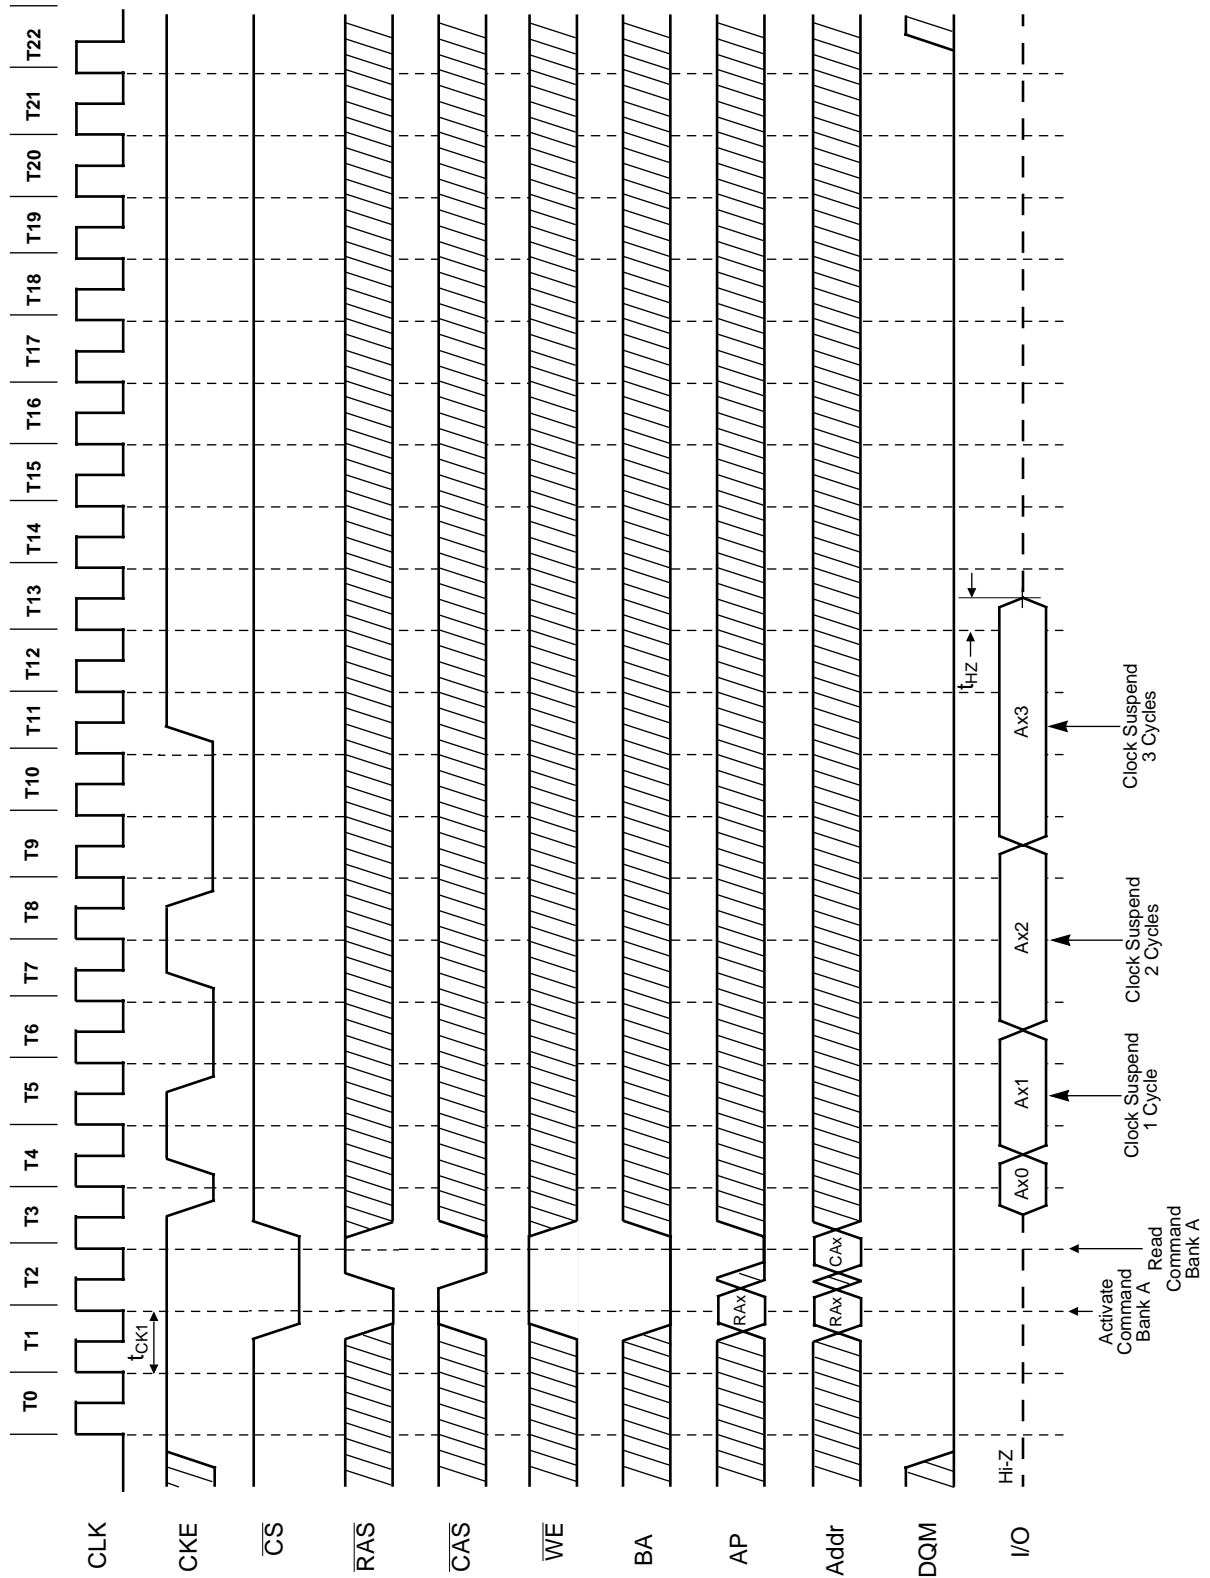 T0 T1 T2 T3 T4 T5 T6 T7 T8 T9 T10 T11 T12 T13 T14 T15 T16 T17 T18 T19 T20 T21 T22
CLK
tCK1
CKE
CS
RAS
CAS
WE
BA
AP
RAx
Addr
RAx CAx
DQM
tHZ
I/O
Hi-Z
Ax0 Ax1 Ax2 Ax3
Activate
Command
Bank A
Read
Command
Bank A
Clock Suspend
1 Cycle
Clock Suspend
2 Cycles
Clock Suspend
3 Cycles